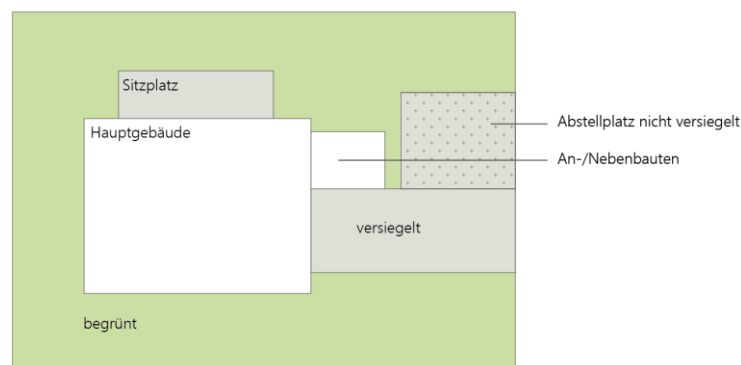 Sitzplatz
Hauptgebäude
Abstellplatz nicht versiegelt
An-/Nebenbauten
versiegelt
begrünt